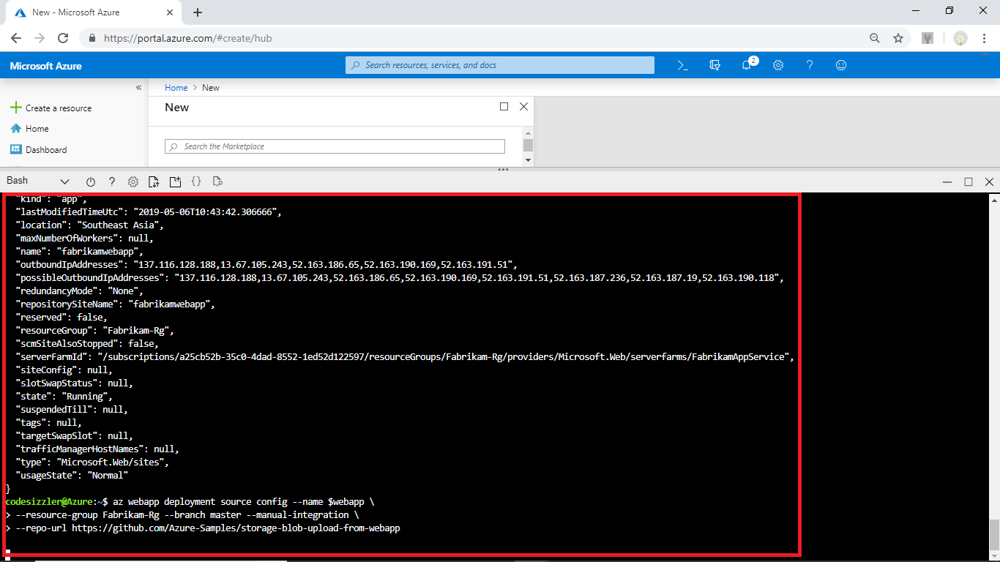 New - Microsoft Azure
https://portal.azure.com/#create/hub
Microsoft Azure
Search resources, services, and docs
>_
2
?
«
Home > New
Create a resource
Home
Dashboard
New
Search the Marketplace
Bash
?
{}
"kind": "app",
"lastModifiedTimeUtc": "2019-05-06T10:43:42.306666",
"location": "Southeast Asia",
"maxNumberOfWorkers": null,
"name": "fabrikamwebapp",
"outboundIpAddresses": "137.116.128.188,13.67.105.243,52.163.186.65,52.163.190.169,52.163.191.51",
"possibleOutboundIpAddresses": "137.116.128.188,13.67.105.243,52.163.186.65,52.163.190.169,52.163.191.51,52.163.187.236,52.163.187.19,52.163.190.118",
"redundancyMode": "None",
"repositorySiteName": "fabrikamwebapp",
"reserved": false,
"resourceGroup": "Fabrikam-Rg",
"scmSiteAlsoStopped": false,
"serverFarmId": "/subscriptions/a25cb52b-35c0-4dad-8552-1ed52d122597/resourceGroups/Fabrikam-Rg/providers/Microsoft.Web/serverfarms/FabrikamAppService",
"siteConfig": null,
"slotSwapStatus": null,
"state": "Running",
"suspendedTill": null,
"tags": null,
"targetSwapSlot": null,
"trafficManagerHostNames": null,
"type": "Microsoft.Web/sites",
"usageState": "Normal"
}
codesizzler@Azure:~$ az webapp deployment source config --name $webapp \
> --resource-group Fabrikam-Rg --branch master --manual-integration \
> --repo-url https://github.com/Azure-Samples/storage-blob-upload-from-webapp